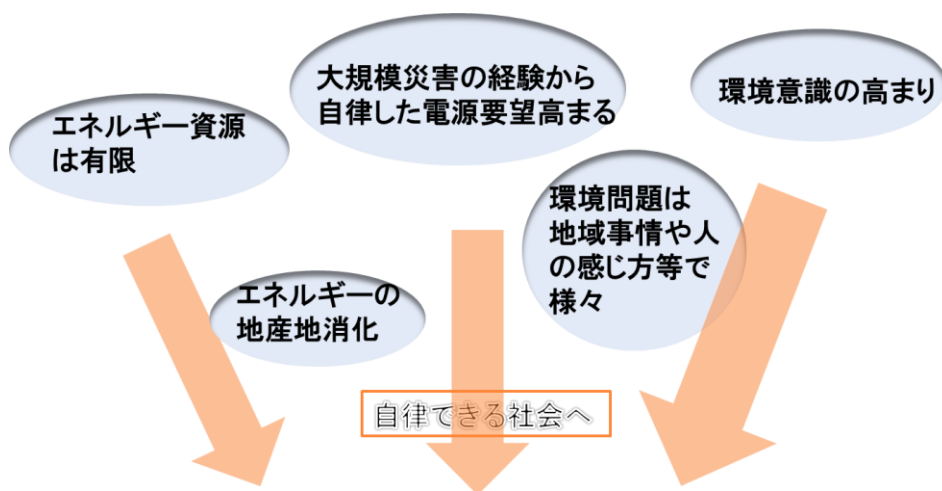 大規模災害の経験から
自律した電源要望高まる
環境意識の高まり
エネルギー資源
は有限
環境問題は
地域事情や人
の感じ方等で
様々
エネルギーの
地産地消化
自律できる社会へ